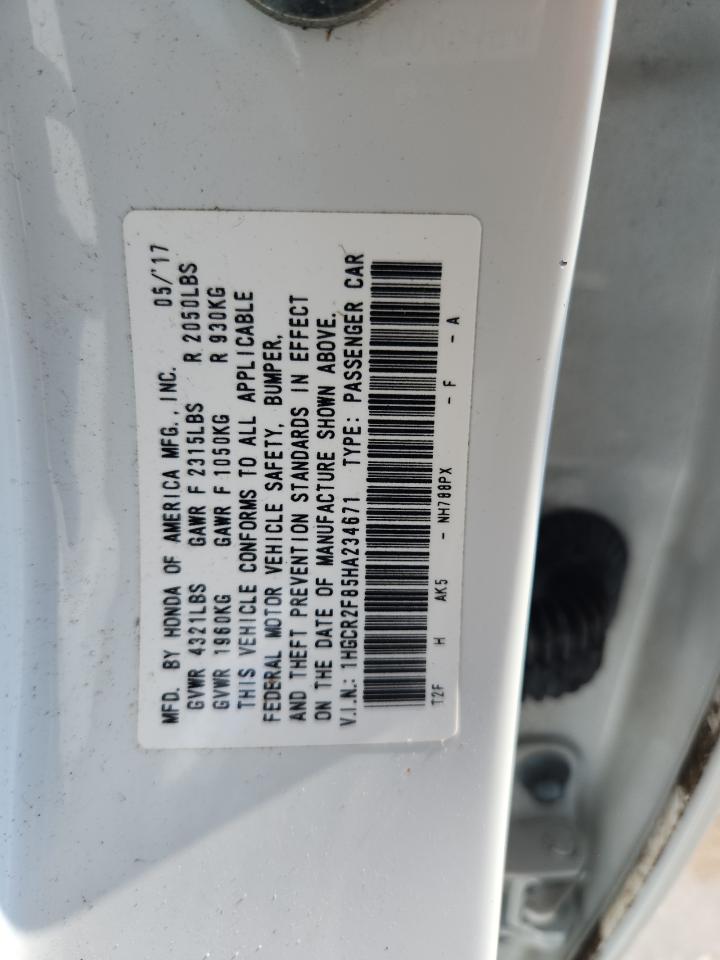 MFD. BY HONDA OF AMERICA MFG., INC. 05/'17
GVWR 4321LBS GAWR F 2315LBS R 2050LBS
GVWR 1960KG GAWR F 1050KG R 930KG
THIS VEHICLE CONFORMS TO ALL APPLICABLE
FEDERAL MOTOR VEHICLE SAFETY, BUMPER,
AND THEFT PREVENTION STANDARDS IN EFFECT
ON THE DATE OF MANUFACTURE SHOWN ABOVE.
V.I.N.: 1HGCR2F85HA234671 TYPE: PASSENGER CAR
T2F H AK5 - NH788PX - F - A